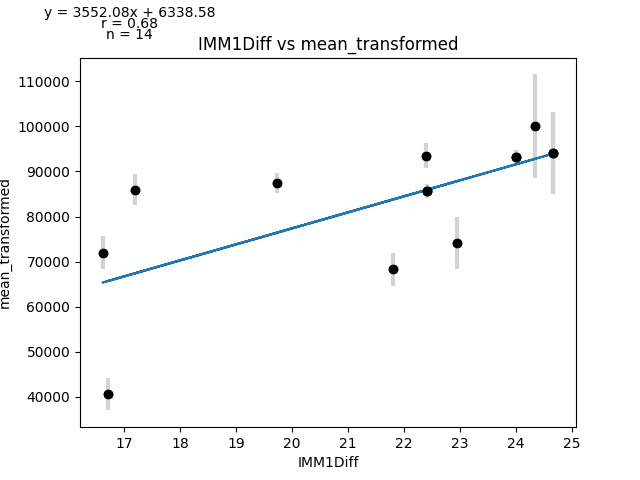 y = 3552.08x + 6338.58
r = 0.68
n = 14
IMM1Diff vs mean_transformed
mean_transformed
110000
100000
90000
80000
70000
60000
50000
40000
17 18 19 20 21 22 23 24 25
IMM1Diff